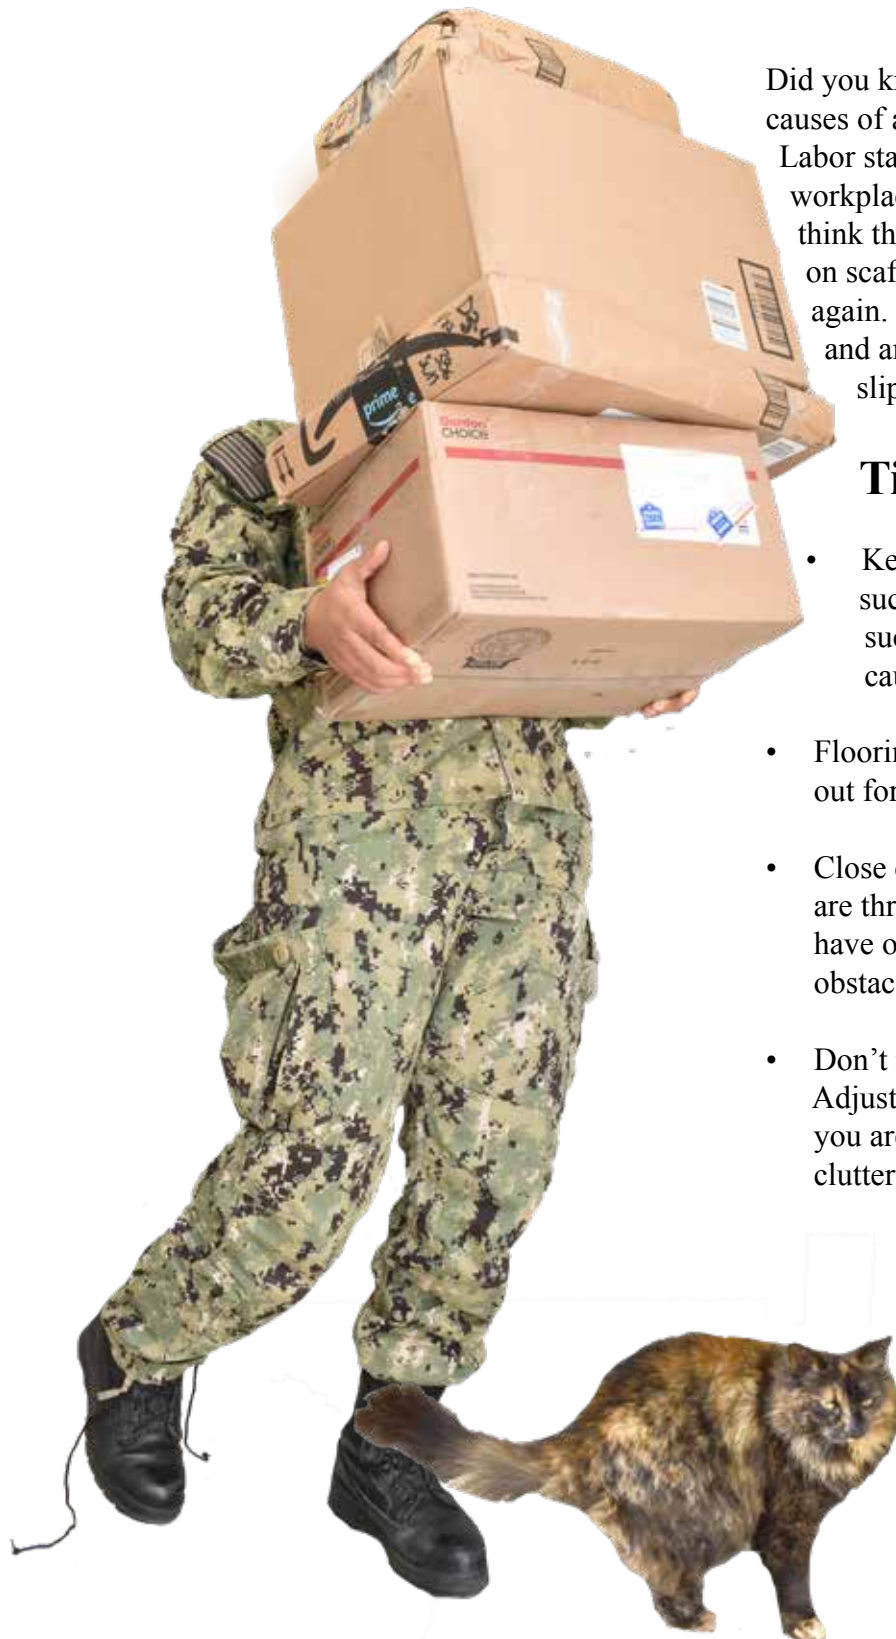 Did you k
causes of a
Labor sta
workplac
think th
on scaf
again.
and a
slip
prime
Gordon
CHOICE
Ti
• Ke
suc
suc
cau
• Floorin
out for
• Close
are thr
have o
obstac
• Don’t
Adjust
you ar
clutter